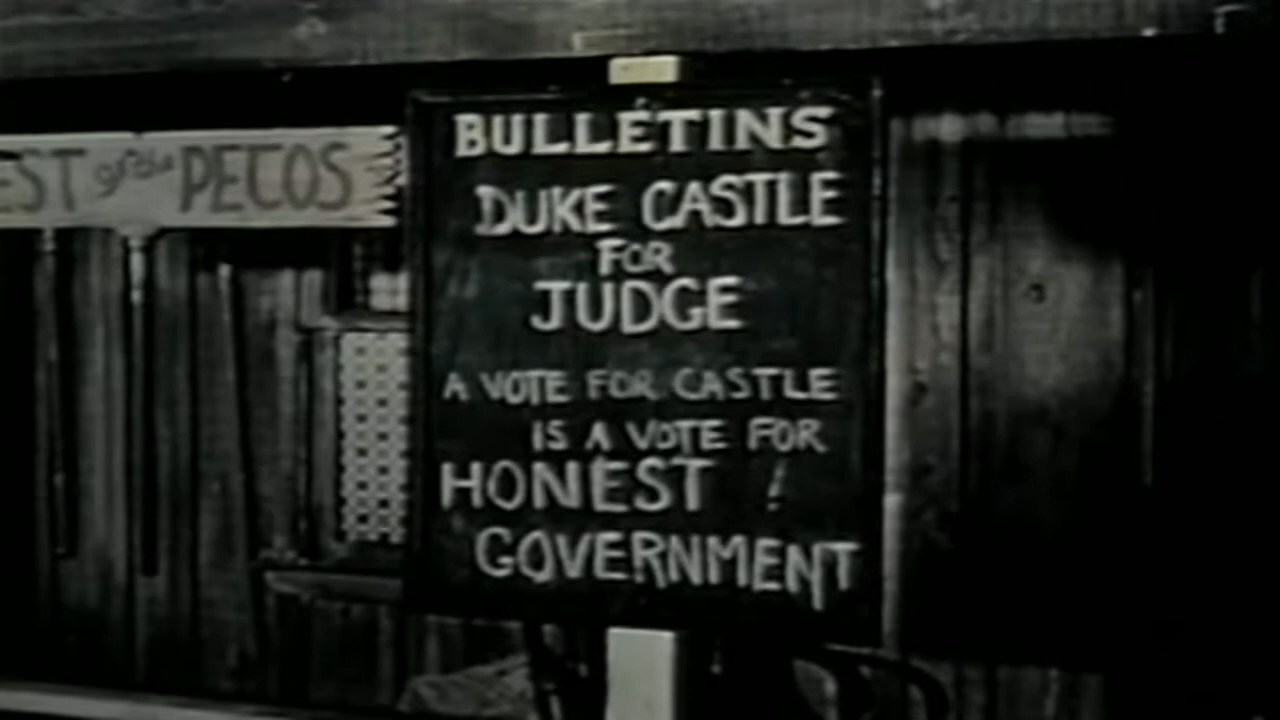 EST of the PECOS
BULLETINS
DUKE CASTLE
FOR
JUDGE
A VOTE FOR CASTLE
IS A VOTE FOR
HONEST !
GOVERNMENT